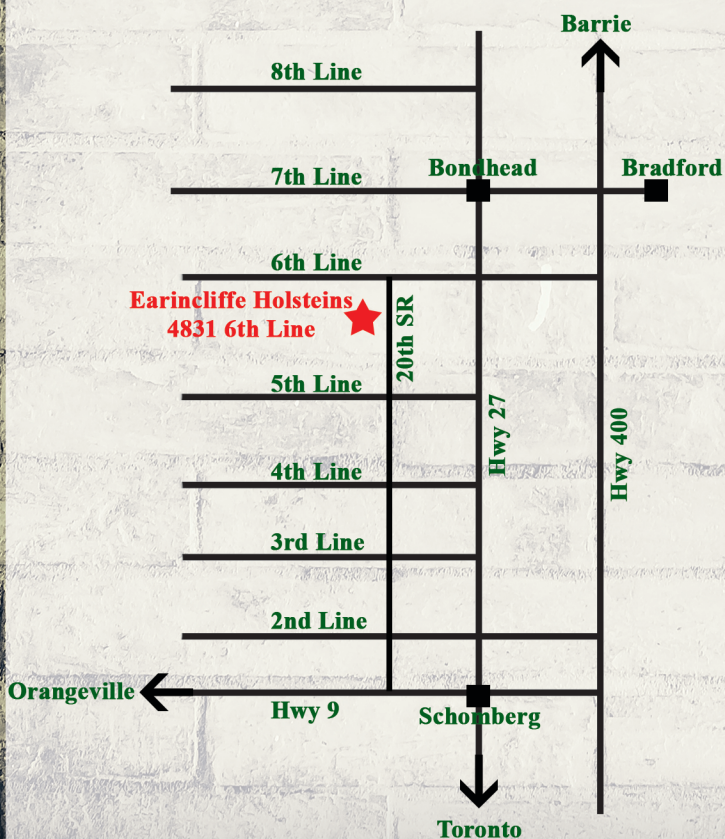 Barrie
8th Line
Bondhead
Bradford
7th Line
6th Line
Earincliffe Holsteins
4831 6th Line
20th SR
5th Line
Hwy 27
Hwy 400
4th Line
3rd Line
2nd Line
Orangeville
Hwy 9
Schomberg
Toronto